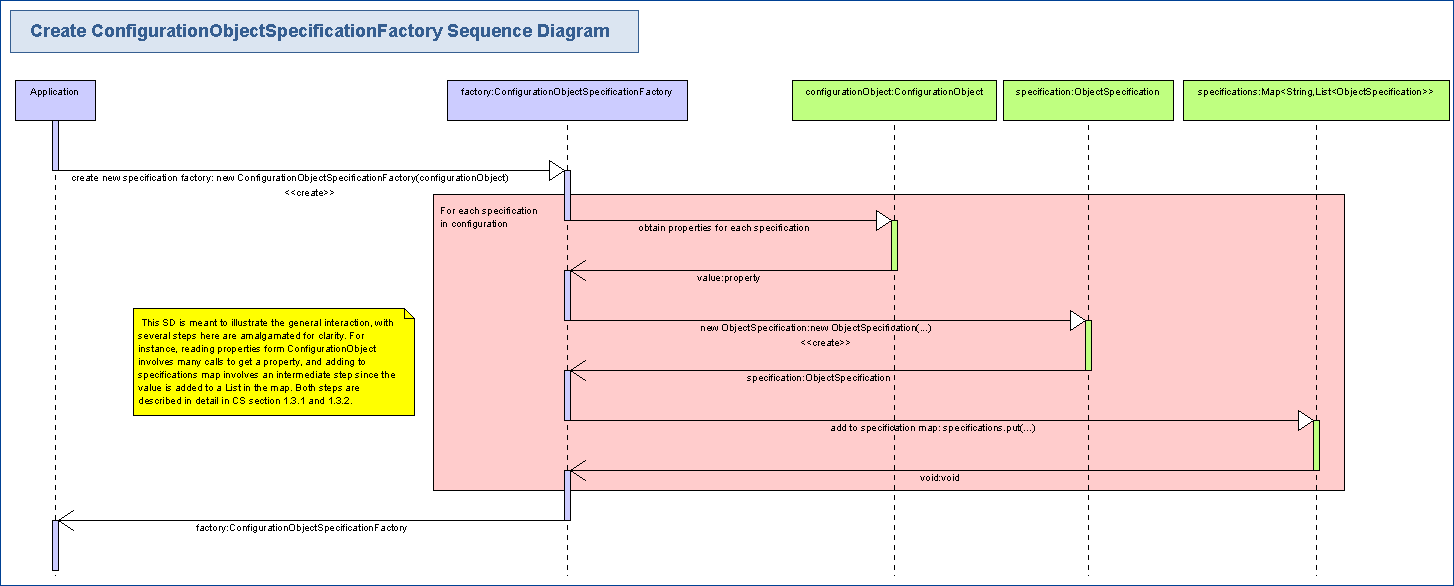 Create ConfigurationObjectSpecificationFactory Sequence Diagram
Application
factory:ConfigurationObjectSpecificationFactory
configurationObject:ConfigurationObject
specification:ObjectSpecification
specifications:Map<String,List<ObjectSpecification>>
create new specification factory: new ConfigurationObjectSpecificationFactory(configurationObject)
<<create>>
For each specification
in configuration
obtain properties for each specification
value:property
new ObjectSpecification:new ObjectSpecification(...)
<<create>>
specification:ObjectSpecification
This SD is meant to illustrate the general interaction, with
several steps here are amalgamated for clarity. For
instance, reading properties form ConfigurationObject
involves many calls to get a property, and adding to
specifications map involves an intermediate step since the
value is added to a List in the map. Both steps are
described in detail in CS section 1.3.1 and 1.3.2.
add to specification map: specifications.put(...)
void:void
factory:ConfigurationObjectSpecificationFactory